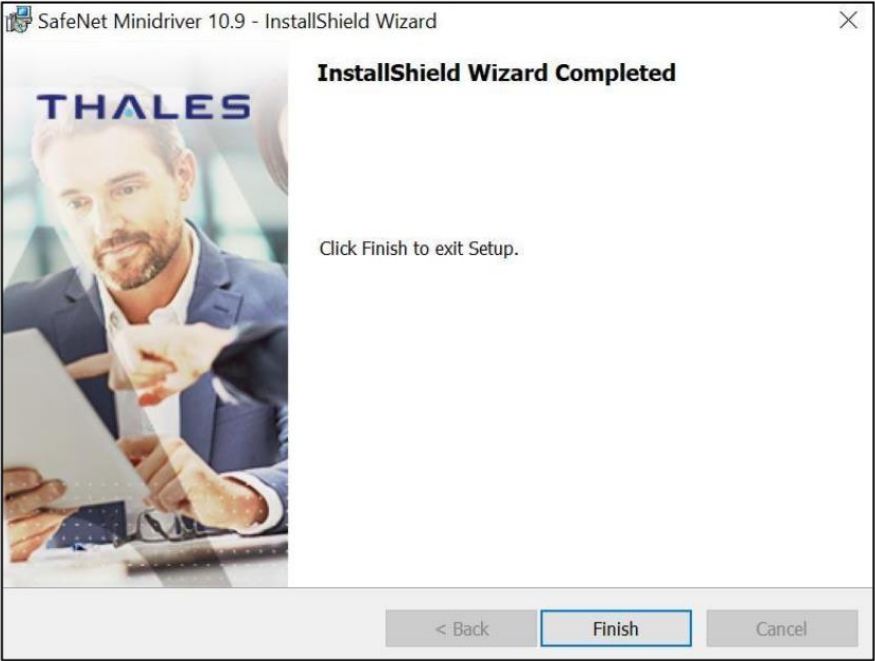 SafeNet Minidriver 10.9 - InstallShield Wizard
InstallShield Wizard Completed
THALES
Click Finish to exit Setup.
< Back
Finish
Cancel